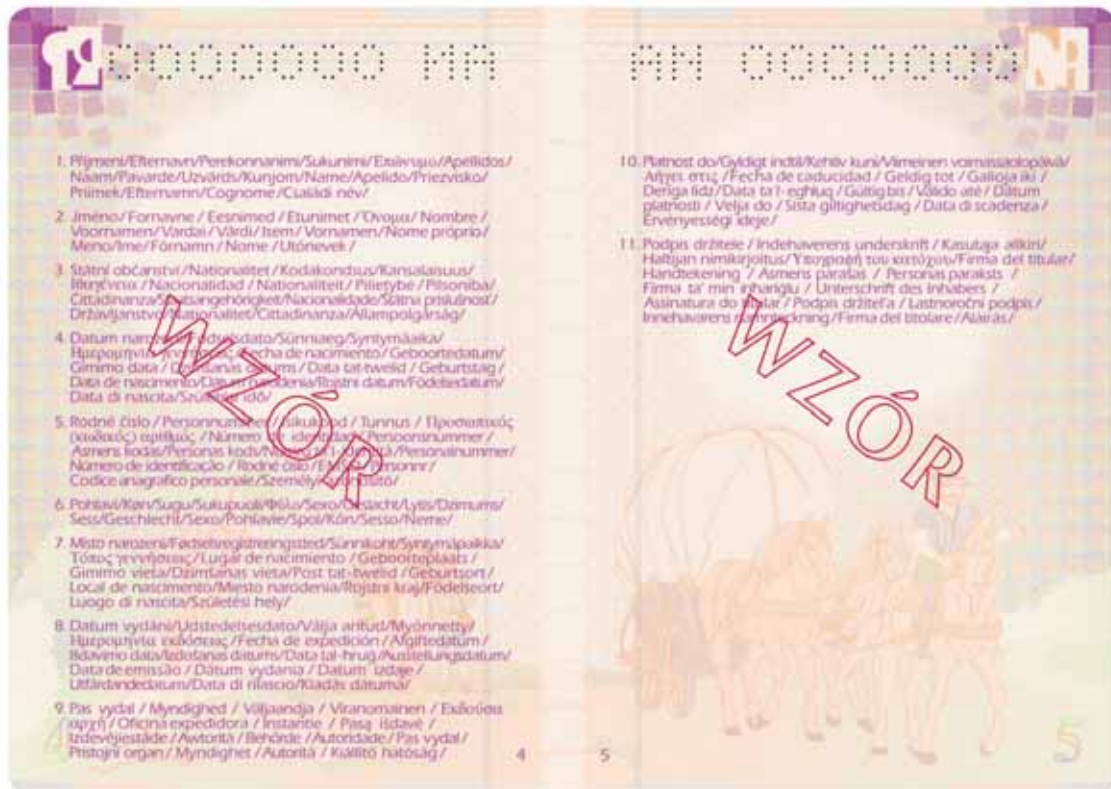 0000000 MA
AM 0000000
1. Příjmení/Efternavn/Perekonnanimi/Sukunimi/Επώνυμο/Apellidos/
Naam/Pavardė/Uzvārds/Kunjom/Name/Apelido/Priezvisko/
Priimek/Efternamn/Cognome/Családi név/
2. Jméno/Fornavne/Eesnimed/Etunimet/Όνομα/Nombre/
Voornamen/Vardai/Vārdi/Isem/Vornamen/Nome próprio/
Meno/Ime/Förnamn/Nome/Utónevek/
3. Státní občanství/Nationalitet/Kodakondsus/Kansalaisuus/
Ιθαγένεια/Nacionalidad/Nationaliteit/Pilietybė/Pilsonība/
Cittadinanza/Staatsangehörigkeit/Nacionalidade/Štátna príslušnosť/
Državljanstvo/Nationalitet/Cittadinanza/Állampolgárság/
4. Datum narození/Fødselsdato/Sünniaeg/Syntymäaika/
Ημερομηνία γεννήσεως/Fecha de nacimiento/Geboortedatum/
Gimimo data/Dzimšanas datums/Data tat-twelid/Geburtstag/
Data de nascimento/Dátum narodenia/Rojstni datum/Födelsedatum/
Data di nascita/Születési idő/
5. Rodné číslo/Personnummer/Isikukood/Tunnus/Προσωπικός
(κωδικός) αριθμός/Número de identidad/Persoonsnummer/
Asmens kodas/Personas kods/Personalnummer/
Número de identificação/Rodné číslo/EMŠO/Personnr/
Codice anagrafico personale/Személyi azonosító/
6. Pohlaví/Køn/Sugu/Sukupuoli/Φύλο/Sexo/Geslacht/Lytis/Dzimums/
Sess/Geschlecht/Sexo/Pohlavie/Spol/Kön/Sesso/Neme/
7. Místo narození/Fødselsregistreringssted/Sünnikoht/Syntymäpaikka/
Τόπος γεννήσεως/Lugar de nacimiento/Geboorteplaats/
Gimimo vieta/Dzimšanas vieta/Post tat-twelid/Geburtsort/
Local de nascimento/Miesto narodenia/Rojstni kraj/Födelseort/
Luogo di nascita/Születési hely/
8. Datum vydání/Udstedelsesdato/Välja antud/Myönnetty/
Ημερομηνία εκδόσεως/Fecha de expedición/Afgiftedatum/
Išdavimo data/Izdošanas datums/Data tal-hrug/Ausstellungsdatum/
Data de emissão/Dátum vydania/Datum izdaje/
Utfärdandedatum/Data di rilascio/Kiadás dátuma/
9. Pas vydal/Myndighed/Väljaandja/Viranomainen/Εκδούσα
αρχή/Oficina expedidora/Instantie/Pasą išdavė/
Izdevējiestāde/Awtorità/Behörde/Autoridade/Pas vydal/
Pristojni organ/Myndighet/Autorità/Kiállító hatóság/
4
10. Platnost do/Gyldigt indtil/Kehtiv kuni/Viimeinen voimassaolopäivä/
Λήγει στις/Fecha de caducidad/Geldig tot/Galioja iki/
Derīga līdz/Data ta'l-egħluq/Gültig bis/Válido até/Dátum
platnosti/Velja do/Sista giltighetsdag/Data di scadenza/
Érvényességi ideje/
11. Podpis držitele/Indehaverens underskrift/Kasutaja allkiri/
Haltijan nimikirjoitus/Υπογραφή του κατόχου/Firma del titular/
Handtekening/Asmens parašas/Personas paraksts/
Firma ta' min inħariġlu/Unterschrift des Inhabers/
Assinatura do titular/Podpis držiteľa/Lastnoročni podpis/
Innehavarens namnteckning/Firma del titolare/Aláírás/
5
5
WZÓR
WZÓR